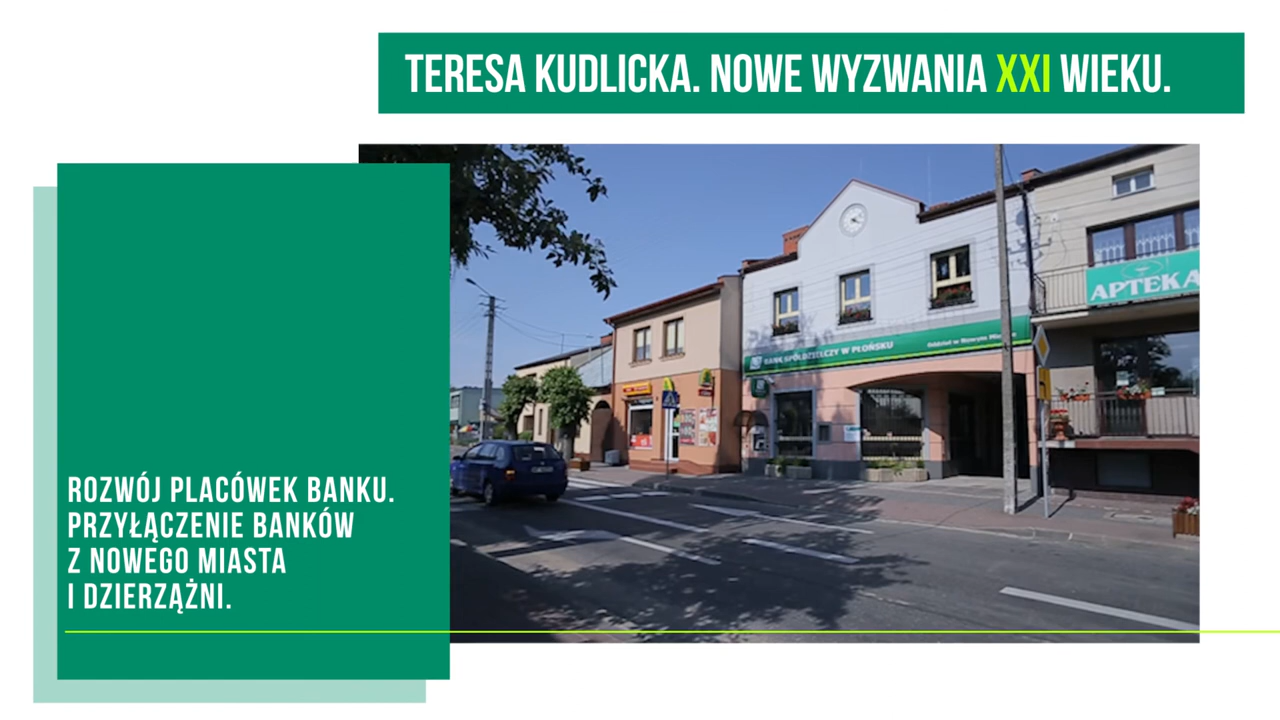 TERESA KUDLICKA. NOWE WYZWANIA XXI WIEKU.
APTEKA
BANK SPÓŁDZIELCZY W PŁOŃSKU
ROZWÓJ PLACÓWEK BANKU.
PRZYŁĄCZENIE BANKÓW
Z NOWEGO MIASTA
I DZIERZĄŻNI.